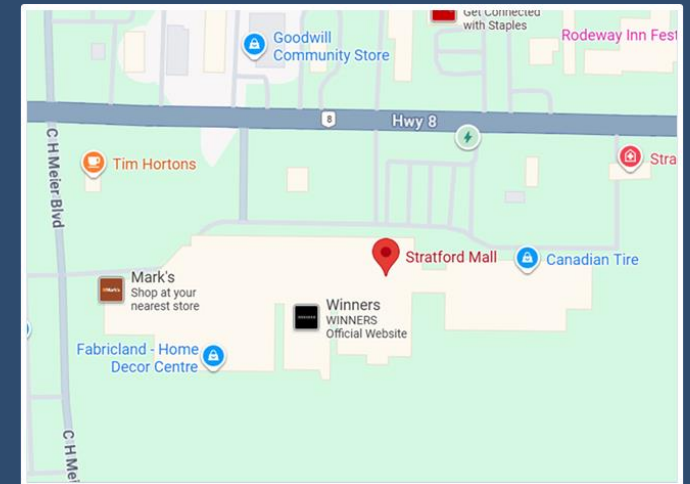 Get Connected
with Staples
Goodwill
Community Store
Rodeway Inn Fest
8
Hwy 8
C H Meier Blvd
Tim Hortons
Stra
Stratford Mall
Canadian Tire
Mark's
Shop at your
nearest store
Winners
WINNERS
Official Website
Fabricland - Home
Decor Centre
C H Mei